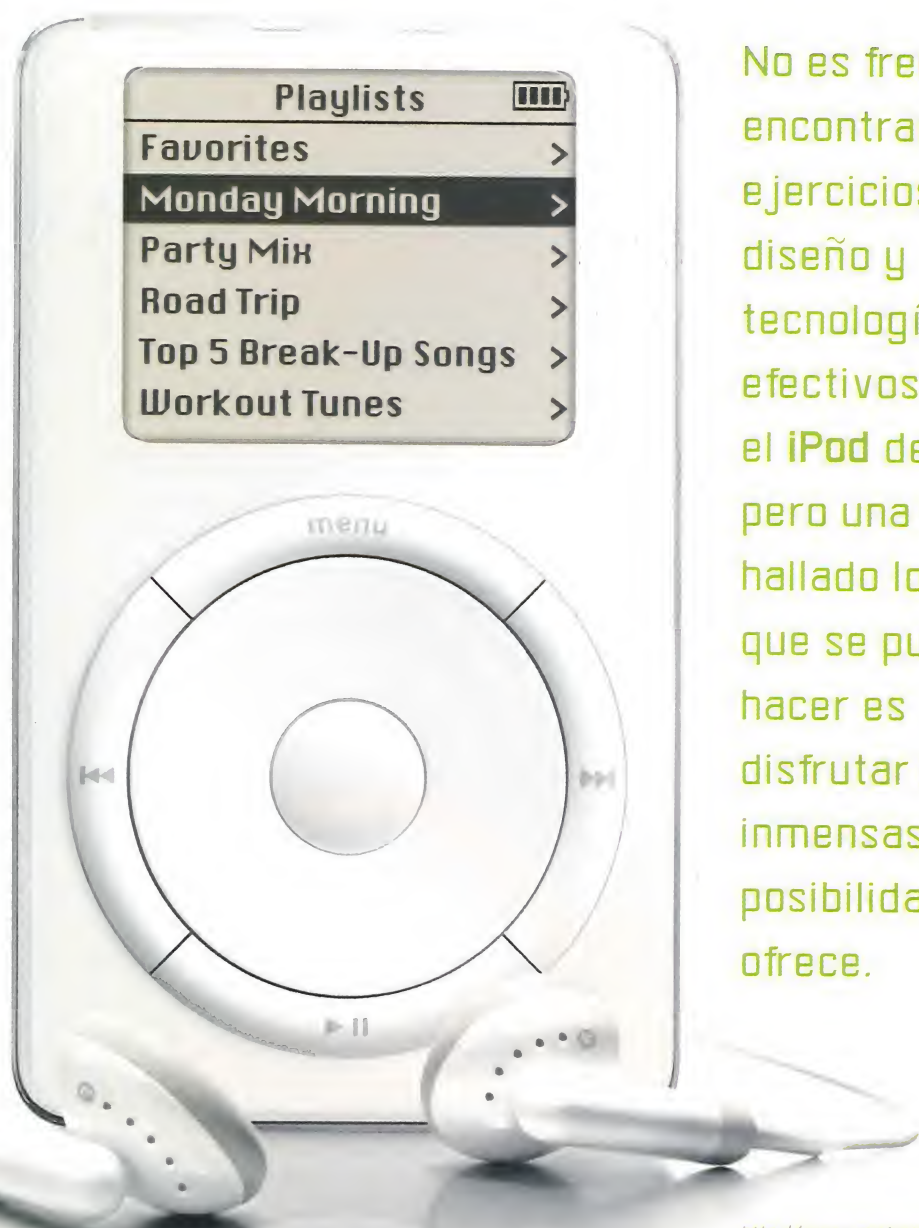 Playlists
Favorites >
Monday Morning >
Party Mix >
Road Trip >
Top 5 Break-Up Songs >
Workout Tunes >
menu
No es fre
encontra
ejercicios
diseño y
tecnologí
efectivos
el iPod de
pero una
hallado lo
que se pu
hacer es
disfrutar
inmensas
posibilida
ofrece.